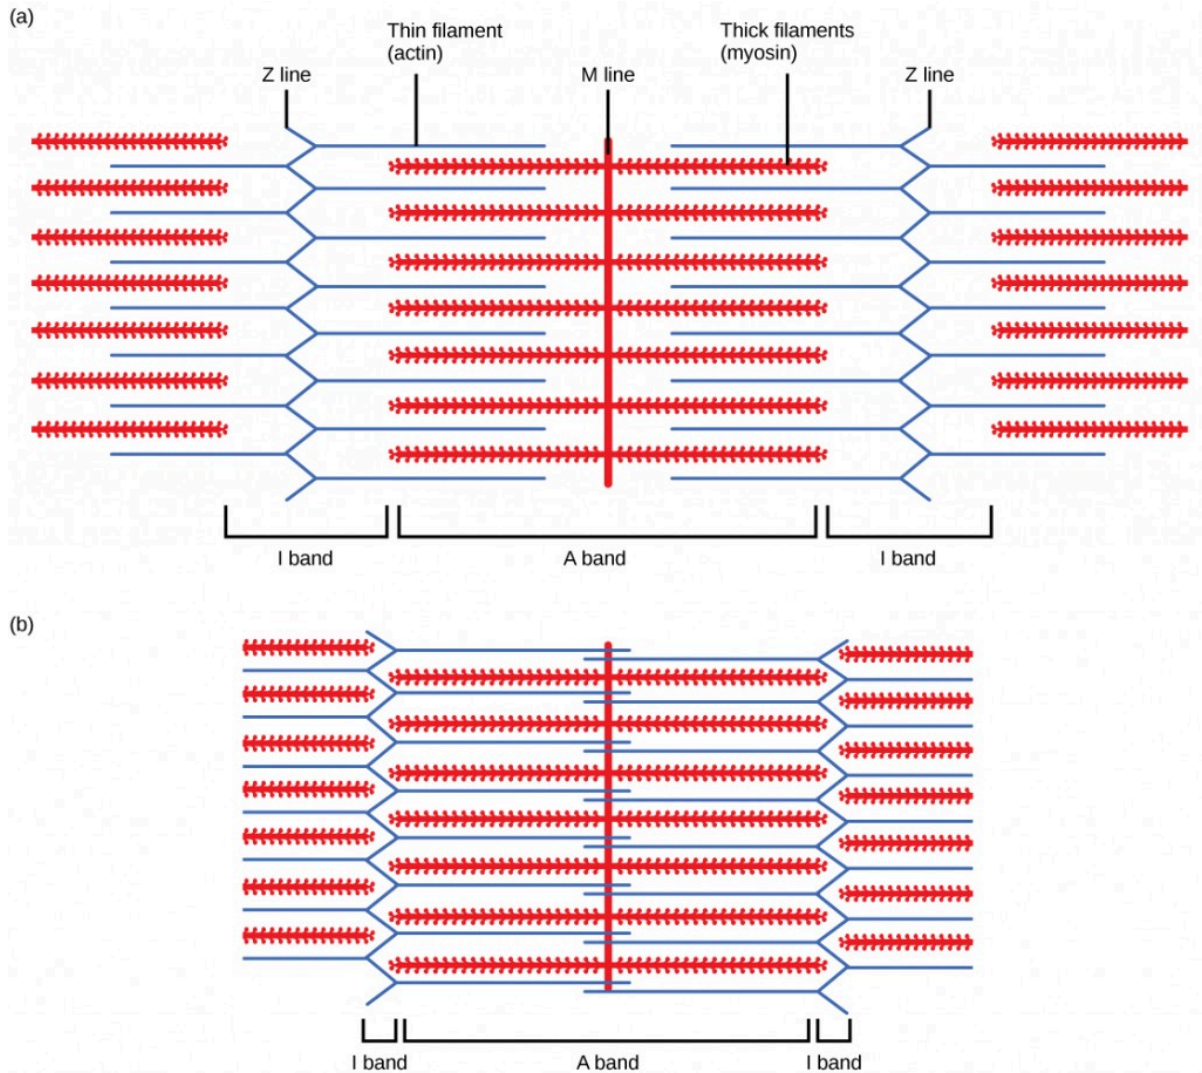 (a)
Thin filament
(actin)
Thick filaments
(myosin)
Z line
M line
Z line
I band
A band
I band
(b)
I band
A band
I band